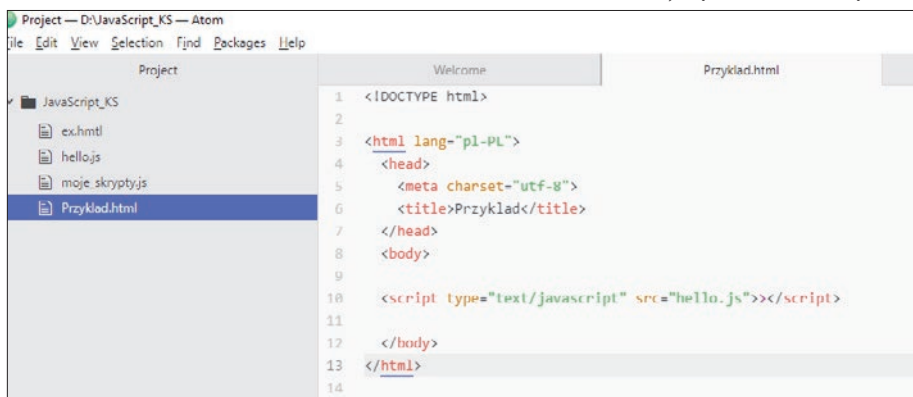 Project — D:\JavaScript_KS — Atom
ile Edit View Selection Find Packages Help
Project
Welcome
Przyklad.html
JavaScript_KS
ex.hmtl
hello.js
moje_skrypty.js
Przyklad.html
1 <!DOCTYPE html>
2
3 <html lang="pl-PL">
4 <head>
5 <meta charset="utf-8">
6 <title>Przyklad</title>
7 </head>
8 <body>
9
10 <script type="text/javascript" src="hello.js">></script>
11
12 </body>
13 </html>
14